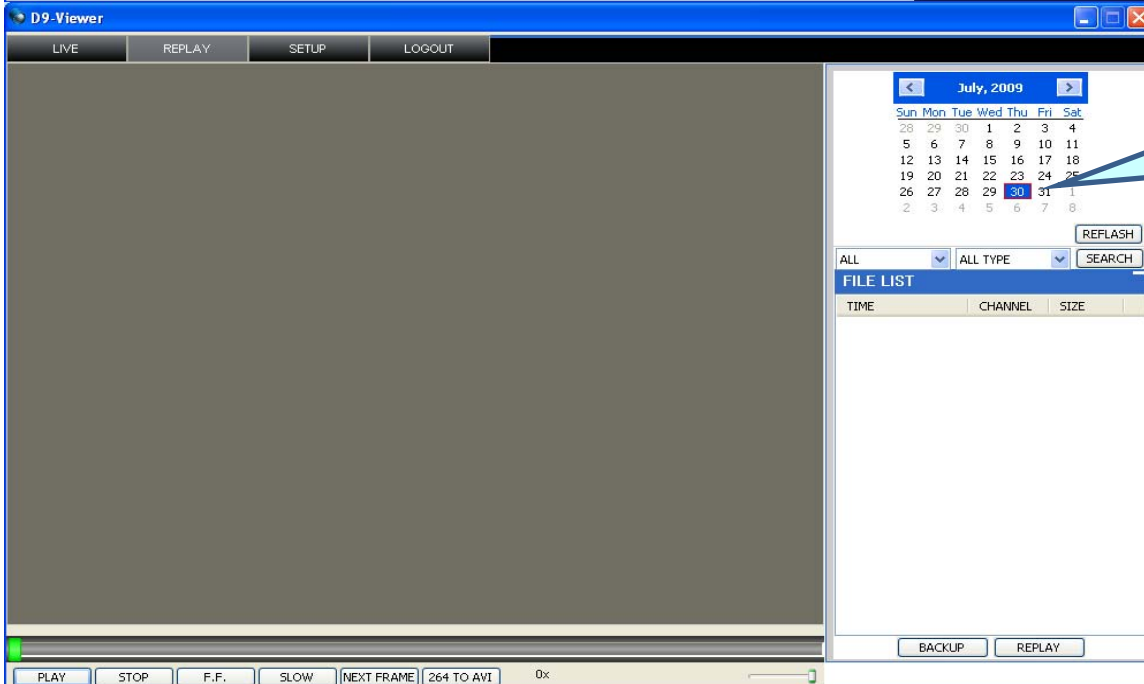 D9-Viewer
LIVE REPLAY SETUP LOGOUT
July, 2009
Sun Mon Tue Wed Thu Fri Sat
28 29 30 1 2 3 4
5 6 7 8 9 10 11
12 13 14 15 16 17 18
19 20 21 22 23 24 25
26 27 28 29 30 31 1
2 3 4 5 6 7 8
REFLASH
ALL ALL TYPE SEARCH
FILE LIST
TIME CHANNEL SIZE
BACKUP REPLAY
PLAY STOP F.F. SLOW NEXT FRAME 264 TO AVI 0x